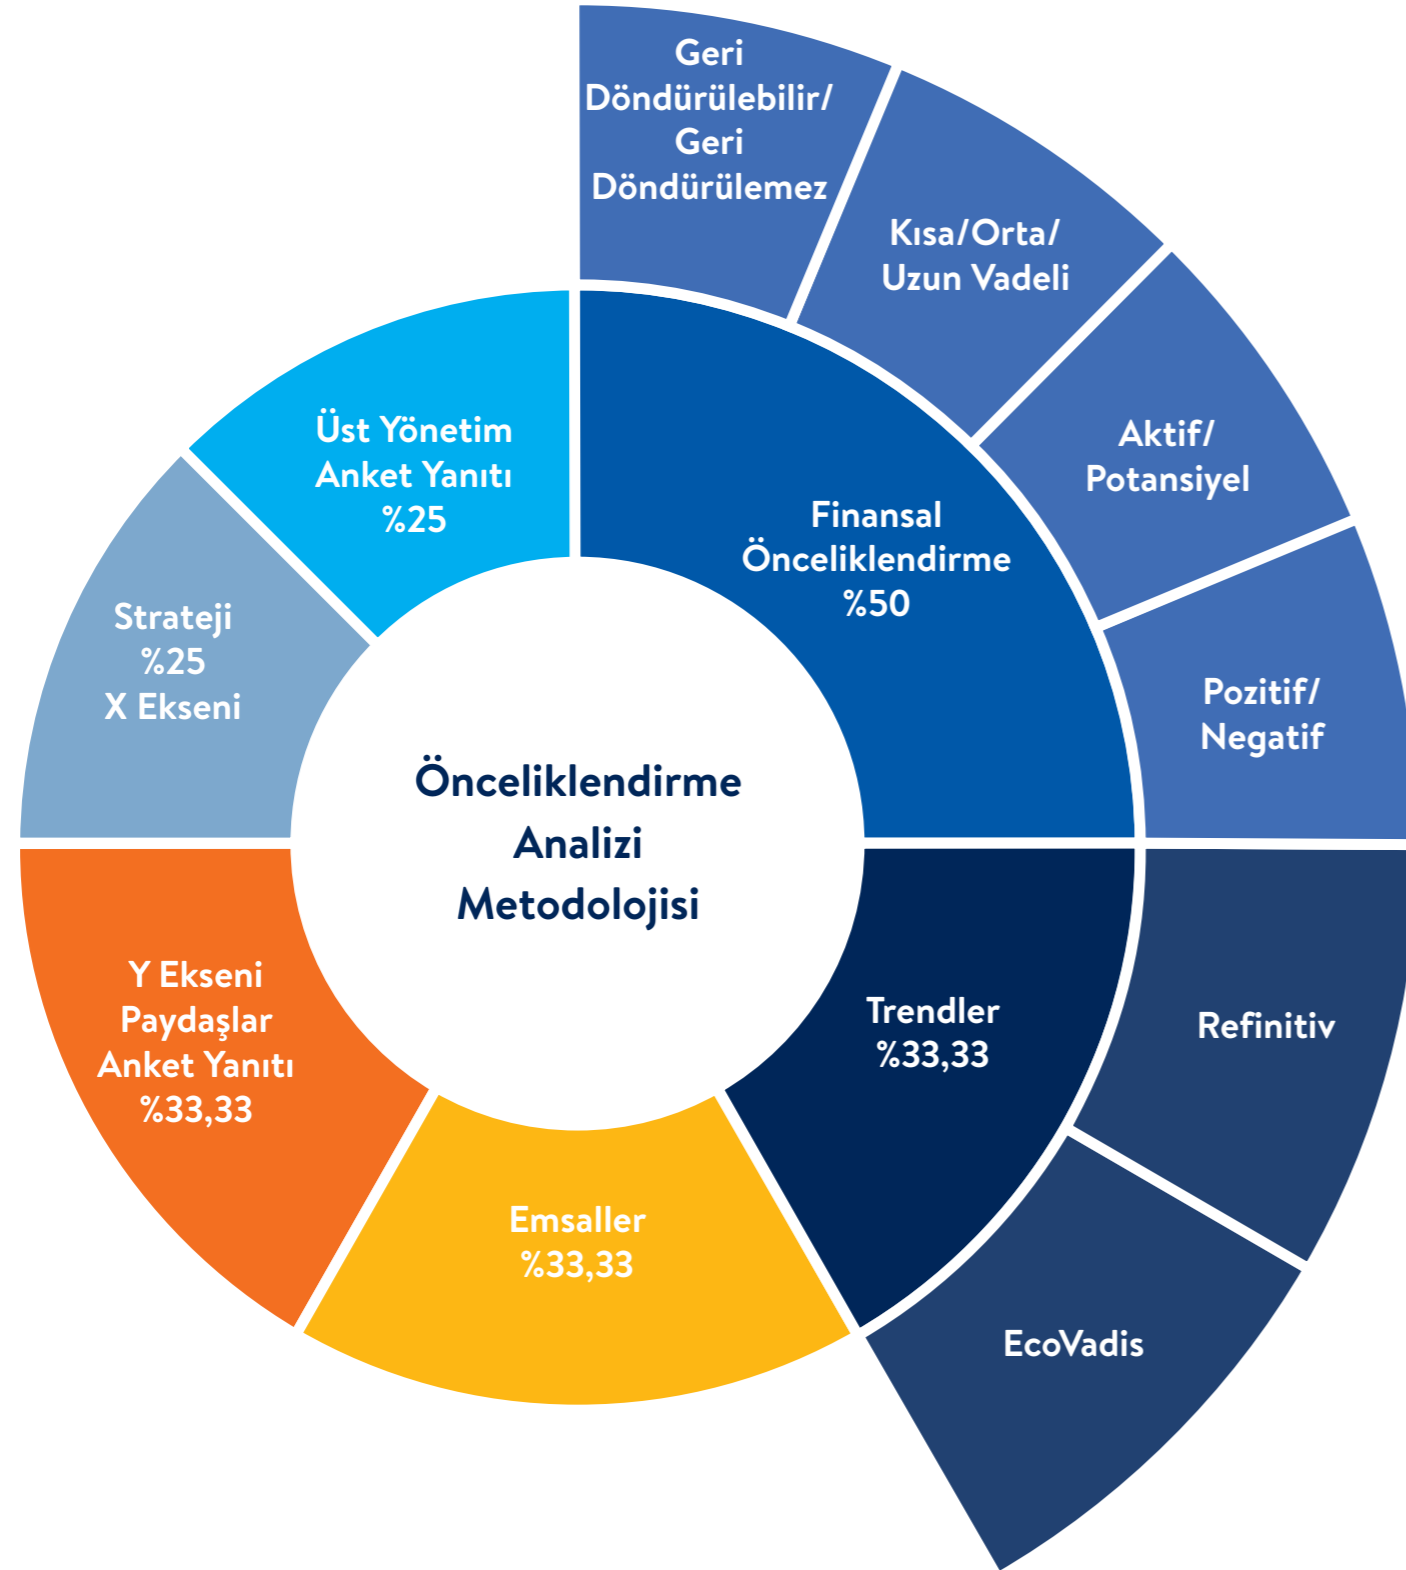 Geri
Döndürülebilir/
Geri
Döndürülemez
Kısa/Orta/
Uzun Vadeli
Aktif/
Potansiyel
Pozitif/
Negatif
Üst Yönetim
Anket Yanıtı
%25
Finansal
Önceliklendirme
%50
Strateji
%25
X Ekseni
Önceliklendirme
Analizi
Metodolojisi
Y Ekseni
Paydaşlar
Anket Yanıtı
%33,33
Trendler
%33,33
Refinitiv
Emsaller
%33,33
EcoVadis